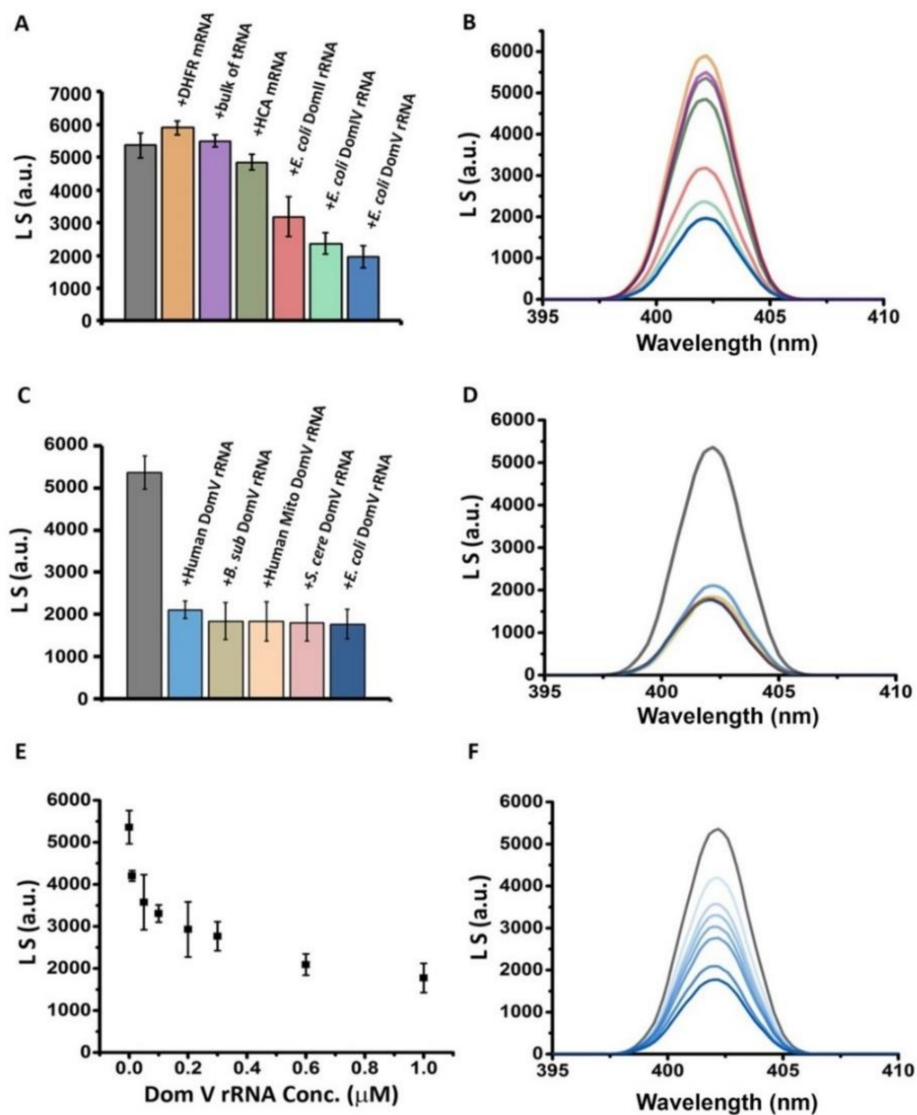 A
L S (a.u.)
7000
6000
5000
4000
3000
2000
1000
0
+DHFR mRNA
+bulk of tRNA
+HCA mRNA
+E. coli DomII rRNA
+E. coli DomIV rRNA
+E. coli DomV rRNA
B
L S (a.u.)
6000
5000
4000
3000
2000
1000
0
395 400 405 410
Wavelength (nm)
C
L S (a.u.)
6000
5000
4000
3000
2000
1000
0
+Human DomV rRNA
+B. sub DomV rRNA
+Human Mito DomV rRNA
+S. cere DomV rRNA
+E. coli DomV rRNA
D
L S (a.u.)
6000
5000
4000
3000
2000
1000
0
395 400 405 410
Wavelength (nm)
E
L S (a.u.)
6000
5000
4000
3000
2000
1000
0
0.0 0.2 0.4 0.6 0.8 1.0
Dom V rRNA Conc. (μM)
F
L S (a.u.)
6000
5000
4000
3000
2000
1000
0
395 400 405 410
Wavelength (nm)